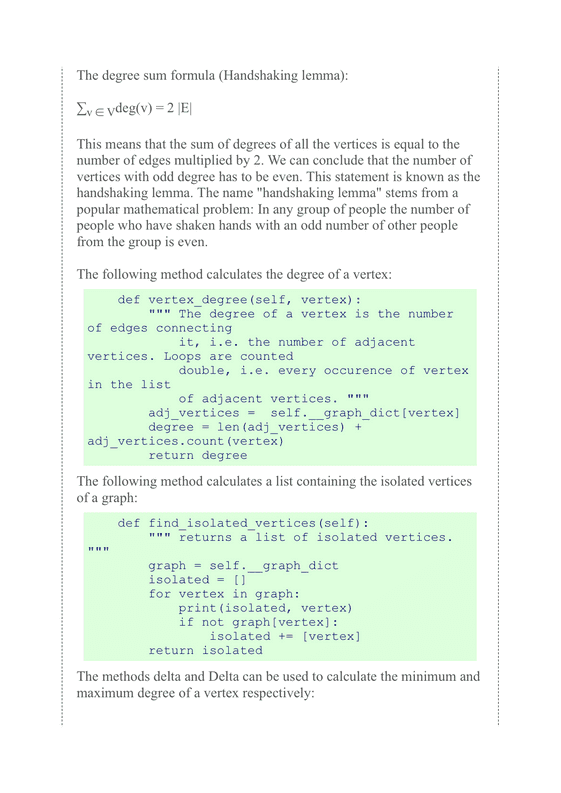 The degree sum formula (Handshaking lemma):
∑v ∈ Vdeg(v) = 2 |E|
This means that the sum of degrees of all the vertices is equal to the
number of edges multiplied by 2. We can conclude that the number of
vertices with odd degree has to be even. This statement is known as the
handshaking lemma. The name "handshaking lemma" stems from a
popular mathematical problem: In any group of people the number of
people who have shaken hands with an odd number of other people
from the group is even.
The following method calculates the degree of a vertex:
    def vertex_degree(self, vertex):
        """ The degree of a vertex is the number
of edges connecting
            it, i.e. the number of adjacent
vertices. Loops are counted
            double, i.e. every occurence of vertex
in the list
            of adjacent vertices. """
        adj_vertices =  self.__graph_dict[vertex]
        degree = len(adj_vertices) +
adj_vertices.count(vertex)
        return degree
The following method calculates a list containing the isolated vertices
of a graph:
    def find_isolated_vertices(self):
        """ returns a list of isolated vertices.
"""
        graph = self.__graph_dict
        isolated = []
        for vertex in graph:
            print(isolated, vertex)
            if not graph[vertex]:
                isolated += [vertex]
        return isolated
The methods delta and Delta can be used to calculate the minimum and
maximum degree of a vertex respectively: